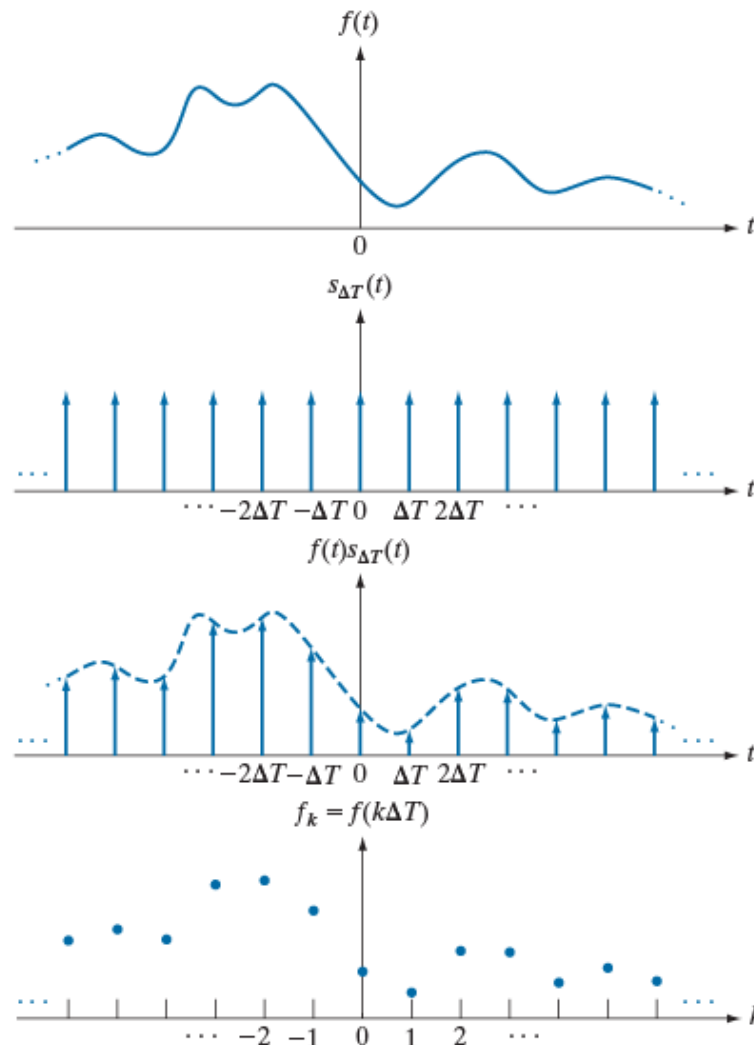 f(t)
t
0
s_{ΔT}(t)
t
··· −2ΔT −ΔT 0 ΔT 2ΔT ···
f(t)s_{ΔT}(t)
t
··· −2ΔT −ΔT 0 ΔT 2ΔT ···
f_k = f(kΔT)
··· −2 −1 0 1 2 ···